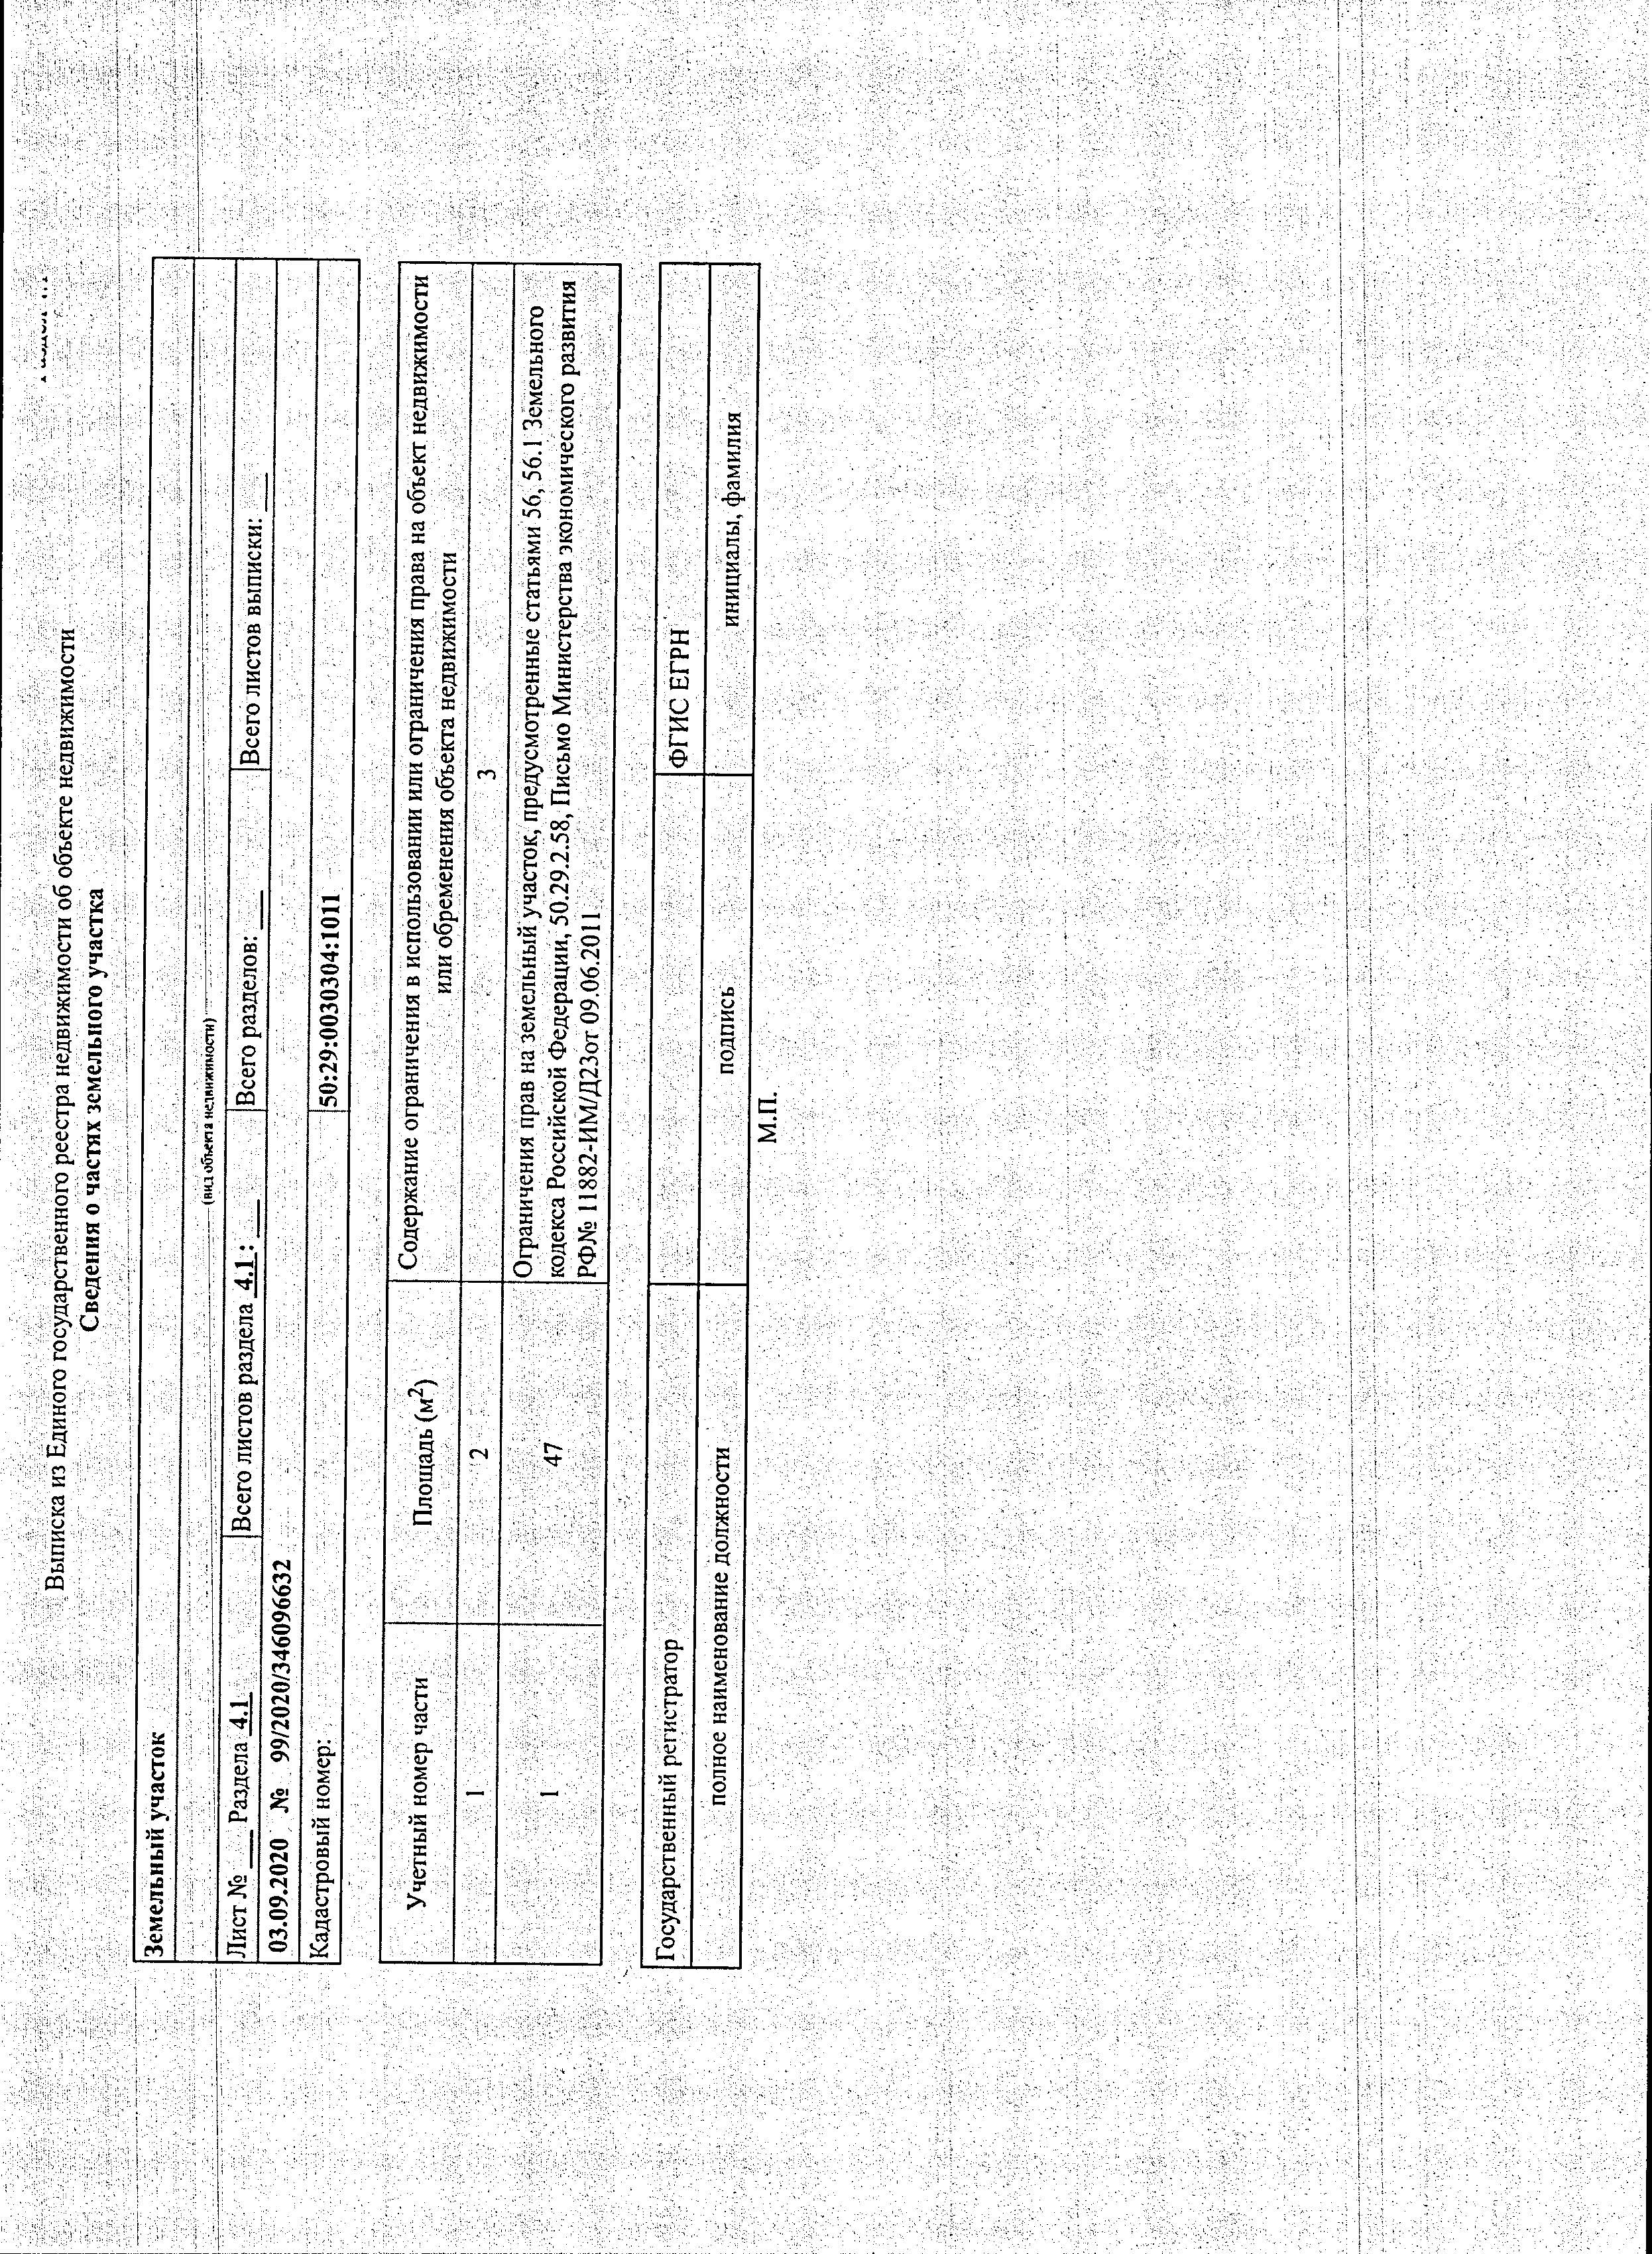 Выписка из Единого государственного реестра недвижимости об объекте недвижимости
Сведения о частях земельного участка
Земельный участок
(вид объекта недвижимости)
Лист № ___ Раздела 4.1 Всего листов раздела 4.1 : ___ Всего разделов: ___ Всего листов выписки: ___
03.09.2020 № 99/2020/346096632
Кадастровый номер: 50:29:0030304:1011
Учетный номер части Площадь (м²) Содержание ограничения в использовании или ограничения права на объект недвижимости
или обременения объекта недвижимости
1 2 3
1 47 Ограничения прав на земельный участок, предусмотренные статьями 56, 56.1 Земельного
кодекса Российской Федерации, 50.29.2.58, Письмо Министерства экономического развития
РФ№ 11882-ИМ/Д23от 09.06.2011
Государственный регистратор ФГИС ЕГРН
полное наименование должности подпись инициалы, фамилия
М.П.